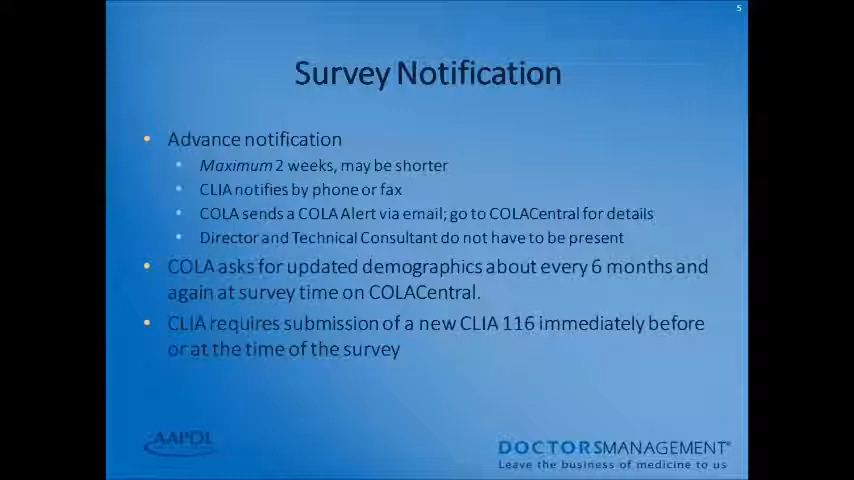 5
Survey Notification
• Advance notification
• Maximum 2 weeks, may be shorter
• CLIA notifies by phone or fax
• COLA sends a COLA Alert via email; go to COLACentral for details
• Director and Technical Consultant do not have to be present
• COLA asks for updated demographics about every 6 months and
again at survey time on COLACentral.
• CLIA requires submission of a new CLIA 116 immediately before
or at the time of the survey
AAPOL
DOCTORSMANAGEMENT®
Leave the business of medicine to us